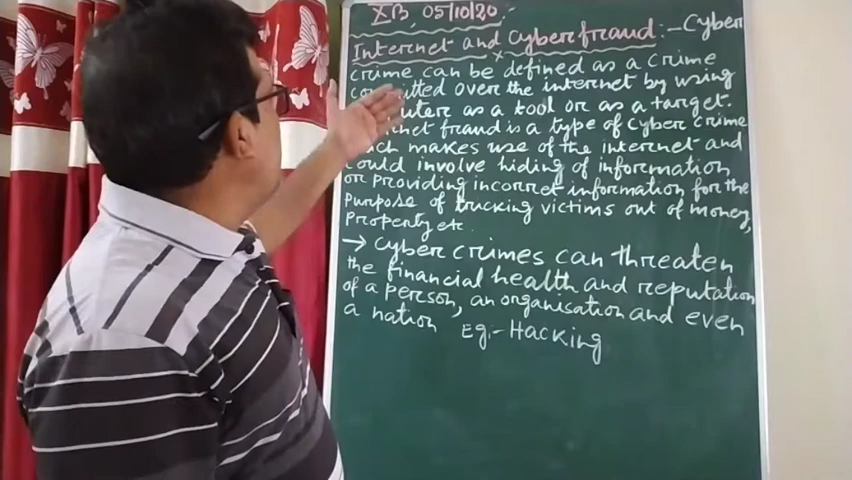 XB, 05/10/20
Internet and Cyber fraud:- Cyber
crime can be defined as a crime
committed over the internet by using
as a tool or as a target.
fraud is a type of cyber crime
makes use of the internet and
could involve hiding of information
or providing incorrect information for the
purpose of trucking victims out of money,
property etc.
→ Cyber crimes can threaten
the financial health and reputation
of a person, an organisation and even
a nation Eg:- Hacking